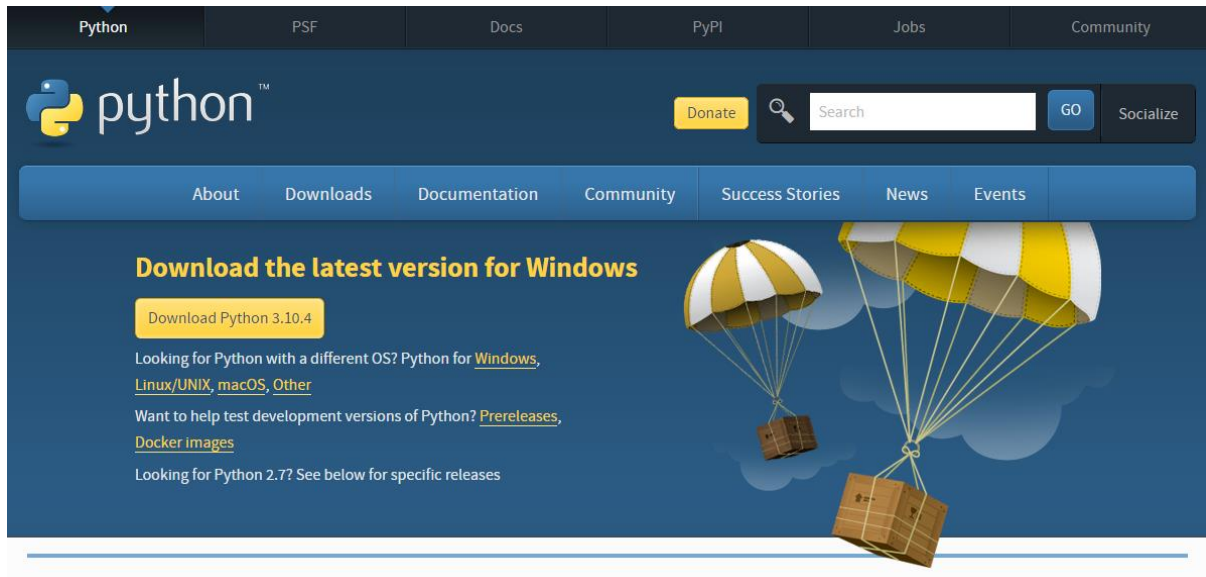 Python PSF Docs PyPI Jobs Community
python™
Donate Search GO Socialize
About Downloads Documentation Community Success Stories News Events
Download the latest version for Windows
Download Python 3.10.4
Looking for Python with a different OS? Python for Windows,
Linux/UNIX, macOS, Other
Want to help test development versions of Python? Prereleases,
Docker images
Looking for Python 2.7? See below for specific releases